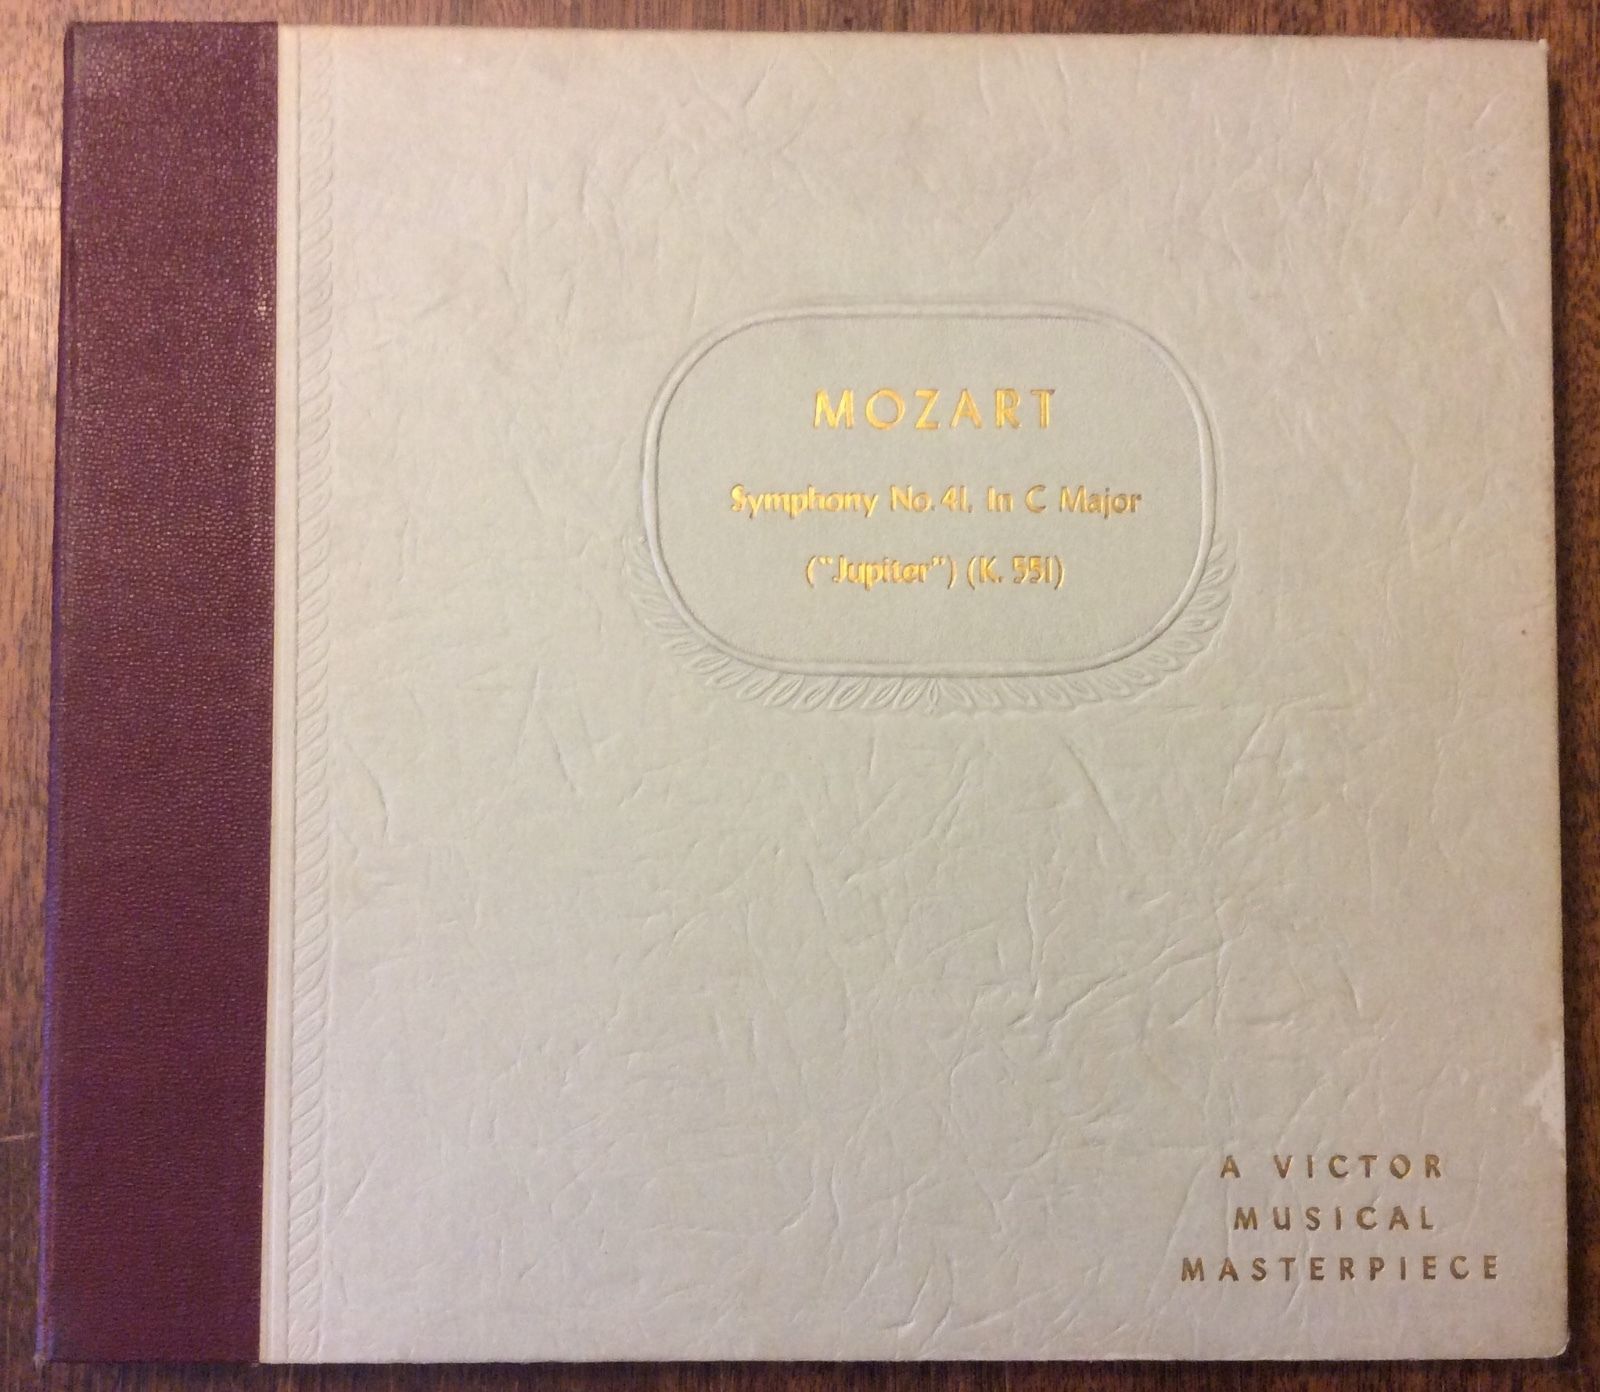 MOZART
Symphony No. 41, In C Major
("Jupiter") (K. 551)
A VICTOR
MUSICAL
MASTERPIECE